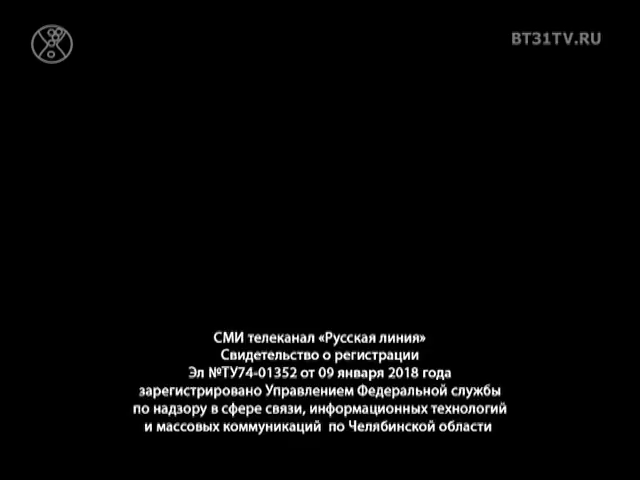 BT31TV.RU
СМИ телеканал «Русская линия»
Свидетельство о регистрации
Эл №ТУ74-01352 от 09 января 2018 года
зарегистрировано Управлением Федеральной службы
по надзору в сфере связи, информационных технологий
и массовых коммуникаций по Челябинской области